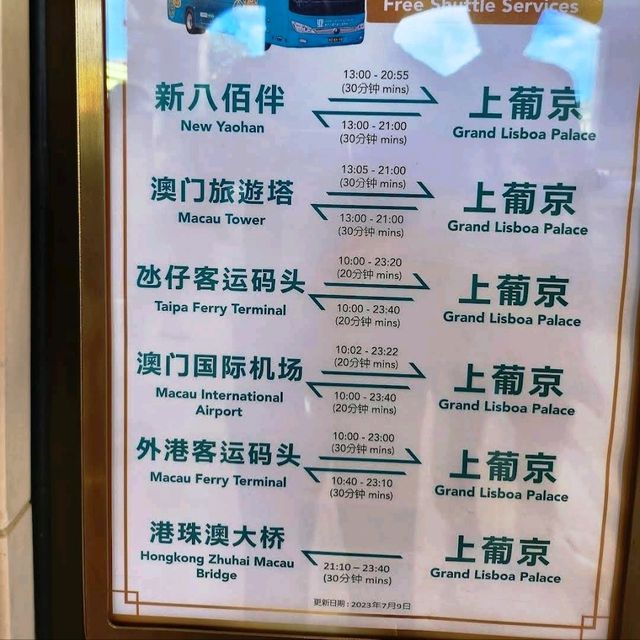 Free Shuttle Services
新八佰伴
New Yaohan
13:00 - 20:55
(30分钟 mins)
13:00 - 21:00
(30分钟 mins)
上葡京
Grand Lisboa Palace
澳门旅遊塔
Macau Tower
13:05 - 21:00
(30分钟 mins)
13:00 - 21:00
(30分钟 mins)
上葡京
Grand Lisboa Palace
氹仔客运码头
Taipa Ferry Terminal
10:00 - 23:20
(20分钟 mins)
10:00 - 23:40
(20分钟 mins)
上葡京
Grand Lisboa Palace
澳门国际机场
Macau International
Airport
10:02 - 23:22
(20分钟 mins)
10:00 - 23:40
(20分钟 mins)
上葡京
Grand Lisboa Palace
外港客运码头
Macau Ferry Terminal
10:00 - 23:00
(30分钟 mins)
10:40 - 23:10
(30分钟 mins)
上葡京
Grand Lisboa Palace
港珠澳大桥
Hongkong Zhuhai Macau
Bridge
21:10 – 23:40
(30分钟 mins)
上葡京
Grand Lisboa Palace
更新日期：2023年7月9日